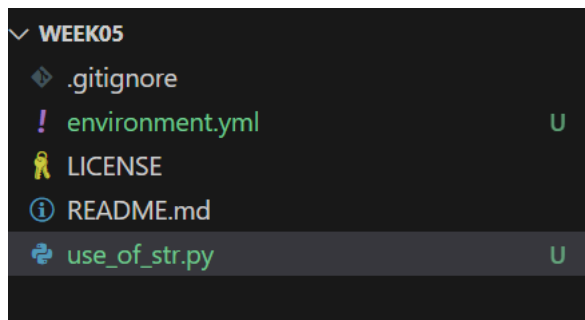 WEEK05
.gitignore
! environment.yml U
LICENSE
README.md
use_of_str.py U